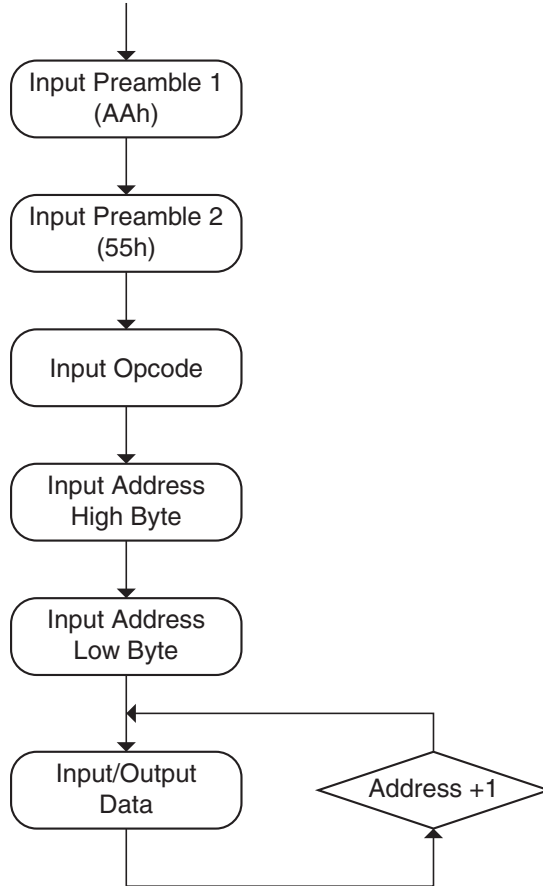 Input Preamble 1
(AAh)
Input Preamble 2
(55h)
Input Opcode
Input Address
High Byte
Input Address
Low Byte
Input/Output
Data
Address +1